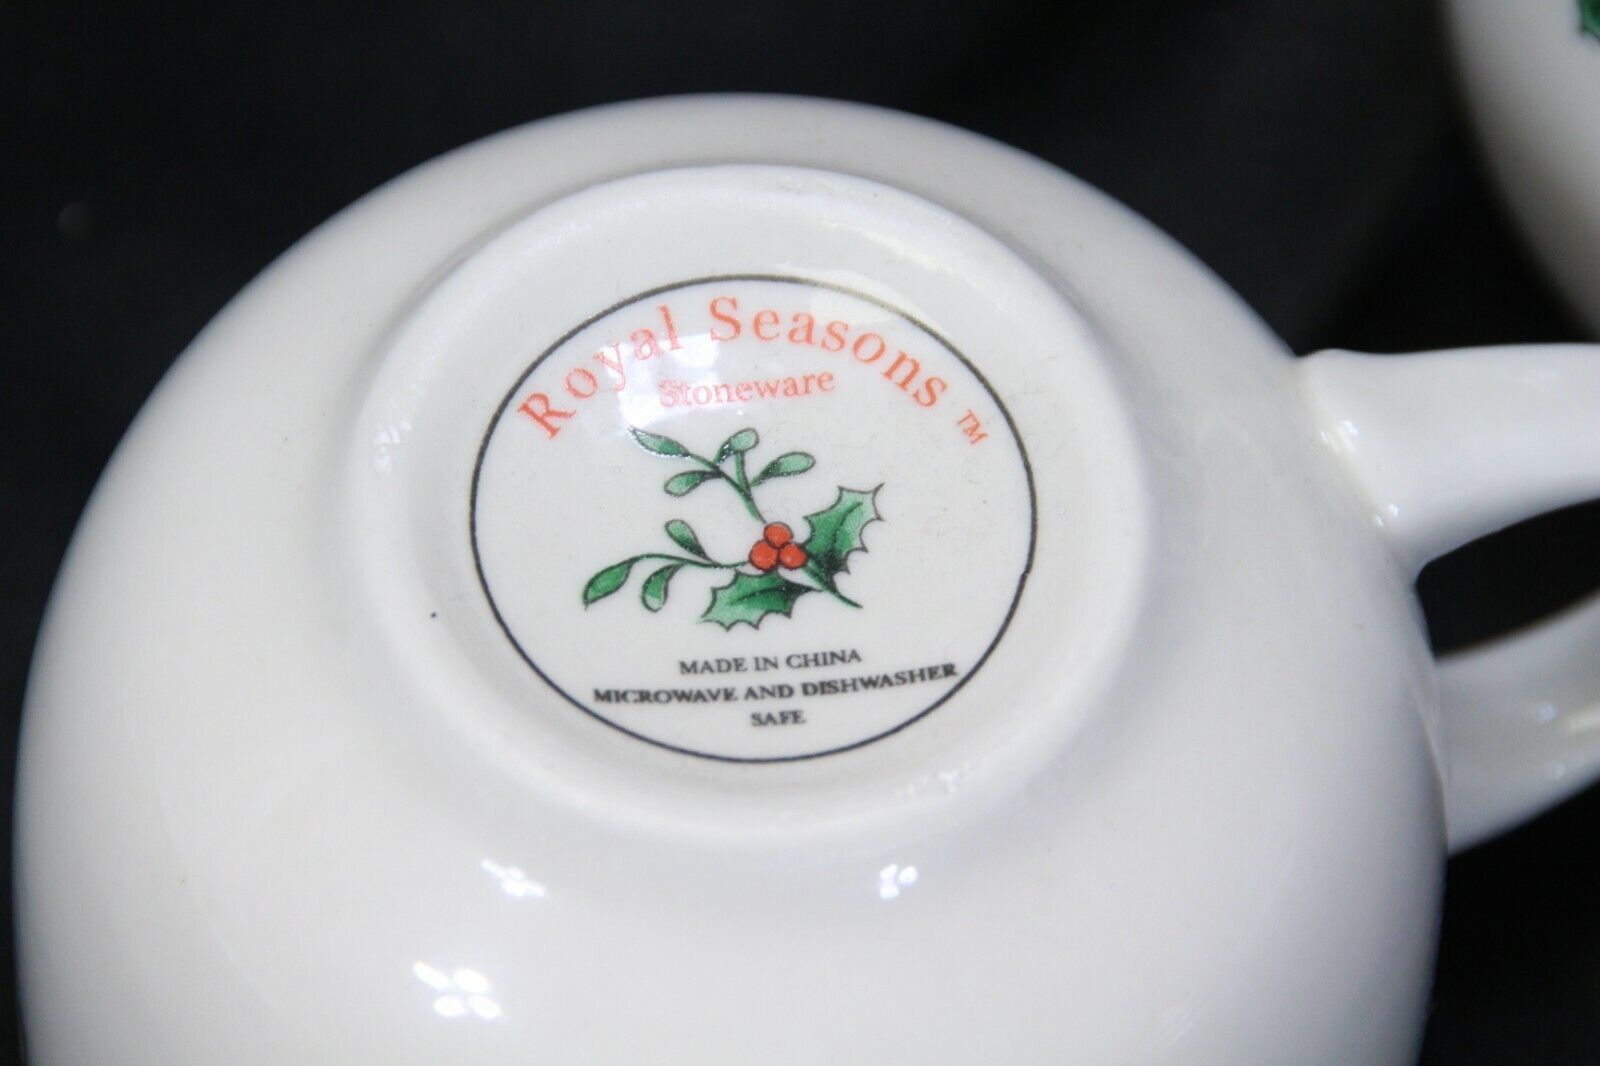 Royal Seasons ™
Stoneware
MADE IN CHINA
MICROWAVE AND DISHWASHER
SAFE